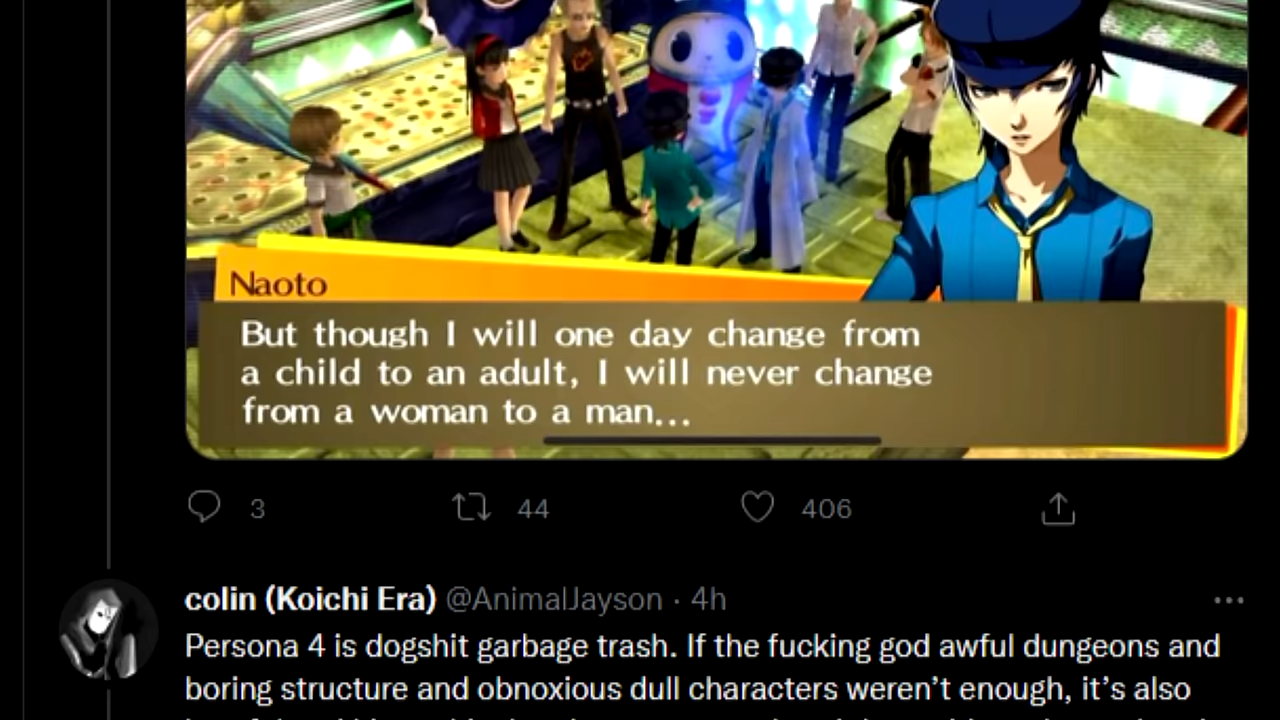 Naoto
But though I will one day change from
a child to an adult, I will never change
from a woman to a man...
3 44 406
colin (Koichi Era) @AnimalJayson · 4h
Persona 4 is dogshit garbage trash. If the fucking god awful dungeons and
boring structure and obnoxious dull characters weren’t enough, it’s also